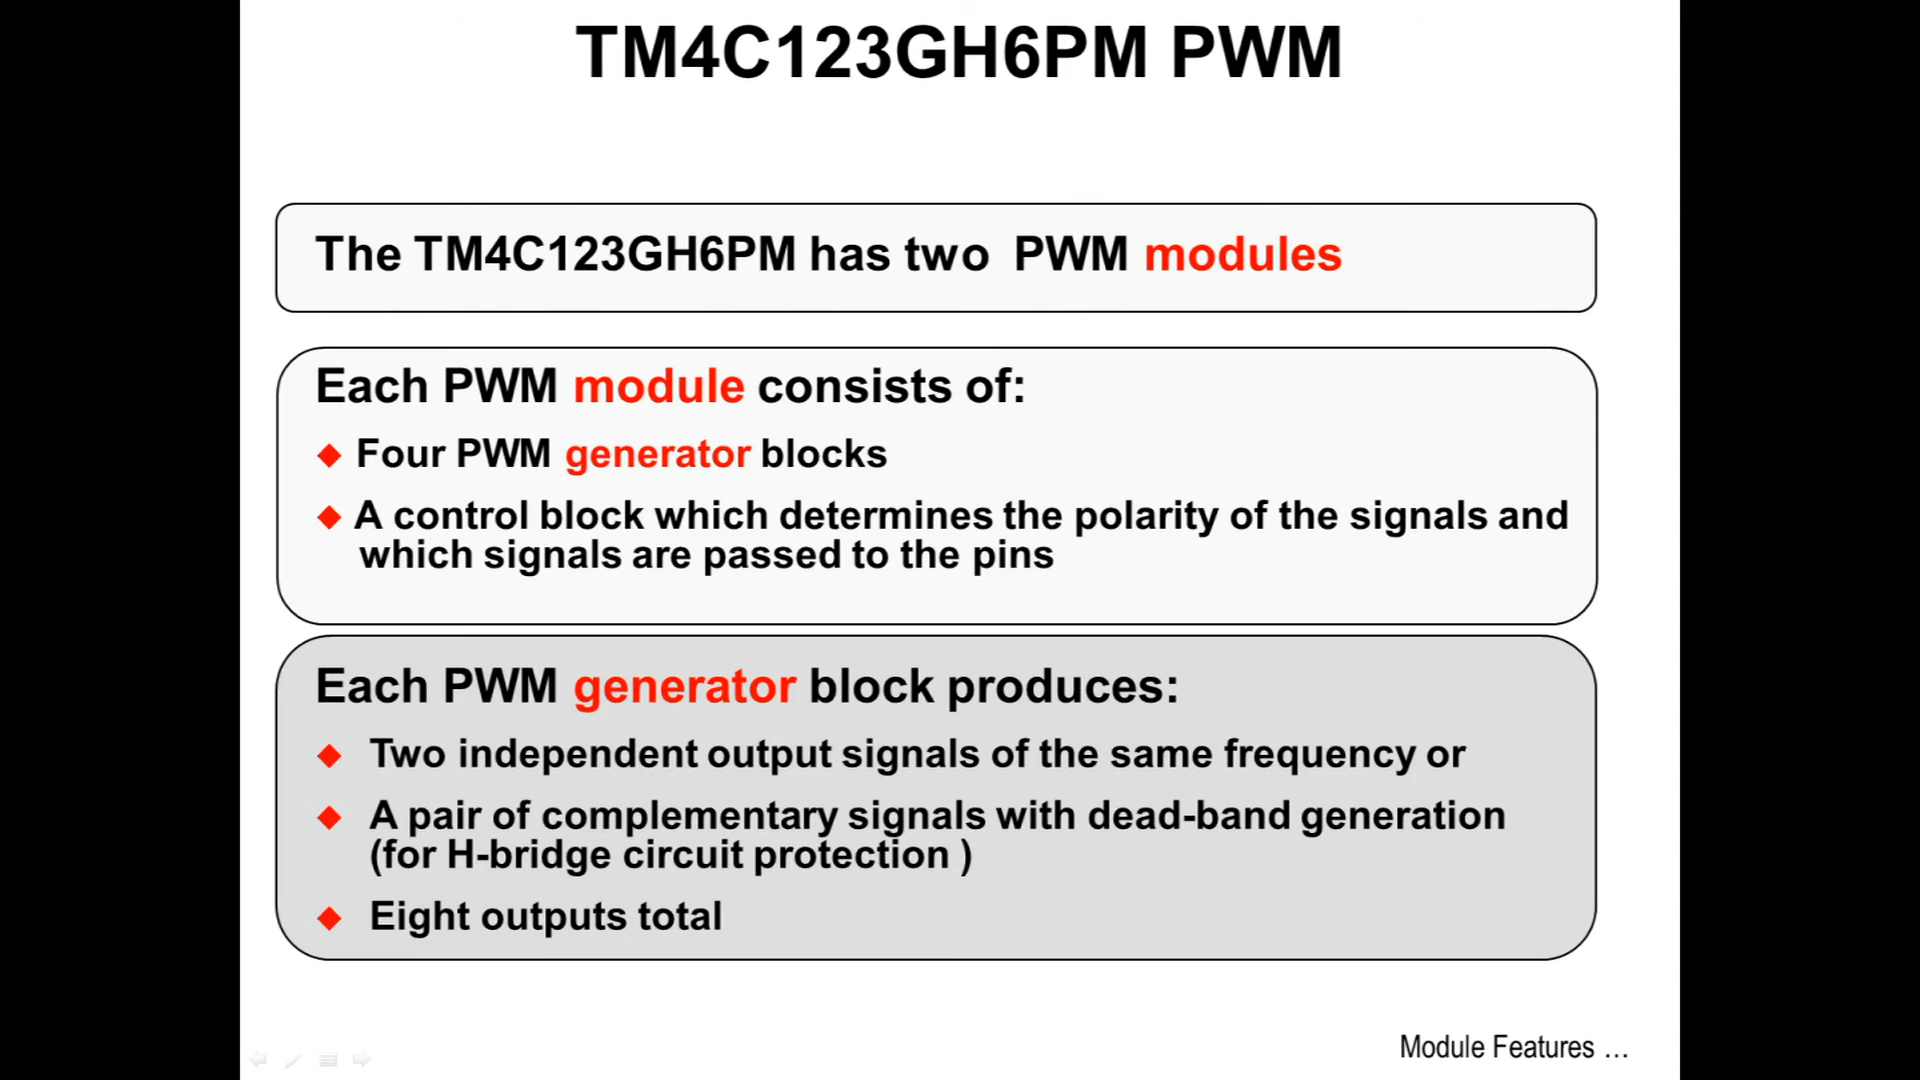 TM4C123GH6PM PWM
The TM4C123GH6PM has two PWM modules
Each PWM module consists of:
Four PWM generator blocks
A control block which determines the polarity of the signals and
which signals are passed to the pins
Each PWM generator block produces:
Two independent output signals of the same frequency or
A pair of complementary signals with dead-band generation
(for H-bridge circuit protection )
Eight outputs total
Module Features ...